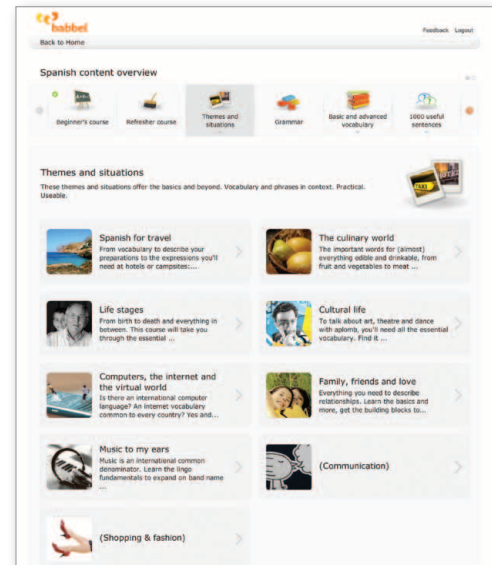 babbel
Feedback Logout
Back to Home
Spanish content overview
Beginner's course
Refresher course
Themes and
situations
Grammar
Basic and advanced
vocabulary
1000 useful
sentences
Themes and situations
These themes and situations offer the basics and beyond. Vocabulary and phrases in context. Practical.
Useable.
TAXI
Spanish for travel
From vocabulary to describe your
preparations to the expressions you'll
need at hotels or campsites:...
The culinary world
The important words for (almost)
everything edible and drinkable, from
fruit and vegetables to meat ...
Life stages
From birth to death and everything in
between. This course will take you
through the essential ...
Cultural life
To talk about art, theatre and dance
with aplomb, you'll need all the essential
vocabulary. Find it ...
Computers, the internet and
the virtual world
Is there an international computer
language? An internet vocabulary
common to every country? Yes and...
Family, friends and love
Everything you need to describe
relationships. Learn the basics and
more, get the building blocks to...
Music to my ears
Music is an international common
denominator. Learn the lingo
fundamentals to expand on band name
...
(Communication)
(Shopping & fashion)